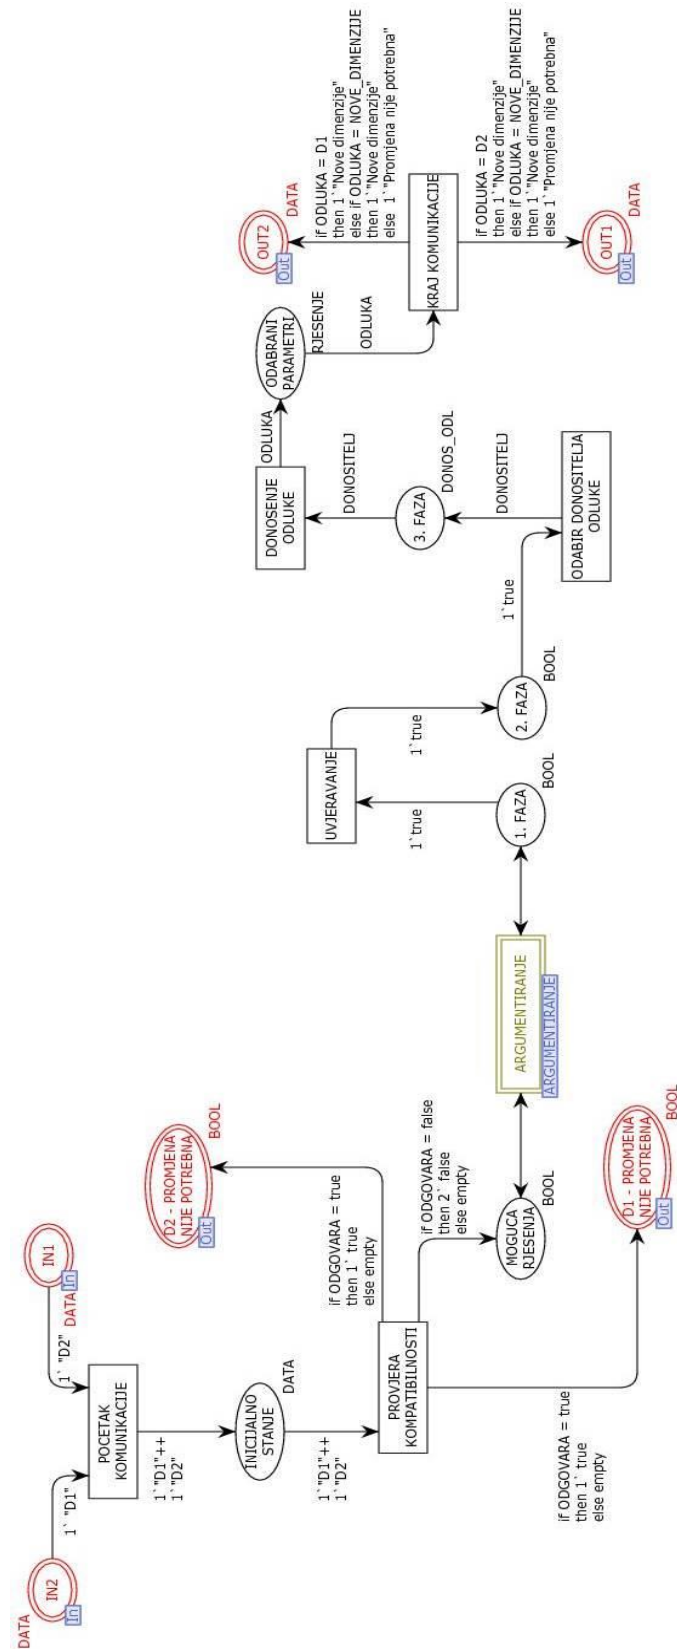 DATA
IN2
In
1` "D1"
IN1
DATA
In
1` "D2"
POCETAK
KOMUNIKACIJE
1`"D1"++
1`"D2"
INICIJALNO
STANJE
DATA
1`"D1"++
1`"D2"
PROVJERA
KOMPATIBILNOSTI
if ODGOVARA = true
then 1` true
else empty
D2 - PROMJENA
NIJE POTREBNA
BOOL
Out
if ODGOVARA = false
then 2` false
else empty
MOGUCA
RJESENJA
BOOL
if ODGOVARA = true
then 1` true
else empty
D1 - PROMJENA
NIJE POTREBNA
BOOL
Out
ARGUMENTIRANJE
ARGUMENTIRANJE
1. FAZA
BOOL
1`true
UVJERAVANJE
1`true
2. FAZA
BOOL
1`true
ODABIR DONOSITELJA
ODLUKE
DONOSITELJ
3. FAZA
DONOS_ODL
DONOSITELJ
DONOSENJE
ODLUKE
ODLUKA
ODABRANI
PARAMETRI
RJESENJE
ODLUKA
KRAJ KOMUNIKACIJE
if ODLUKA = D1
then 1`"Nove dimenzije"
else if ODLUKA = NOVE_DIMENZIJE
then 1`"Nove dimenzije"
else 1`"Promjena nije potrebna"
OUT2
DATA
Out
if ODLUKA = D2
then 1`"Nove dimenzije"
else if ODLUKA = NOVE_DIMENZIJE
then 1`"Nove dimenzije"
else 1`"Promjena nije potrebna"
OUT1
DATA
Out